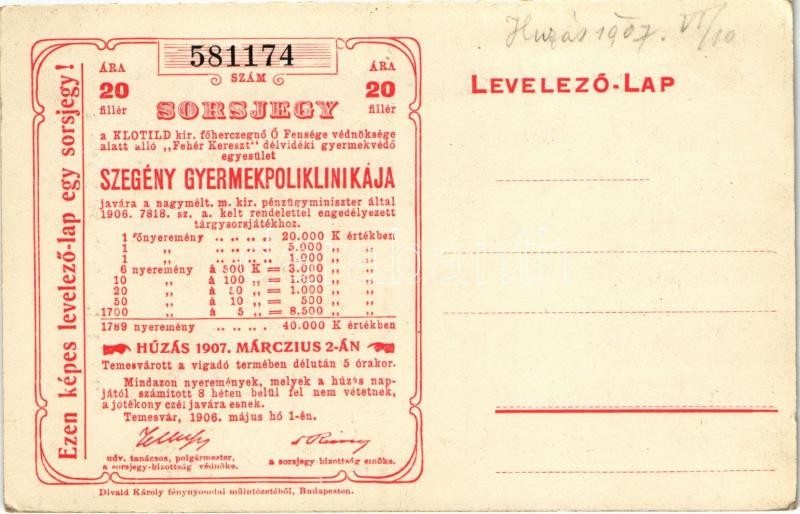 581174
SZÁM
ÁRA
20
fillér
ÁRA
20
fillér
SORSJEGY
a KLOTILD kir. főherczegnő Ő Fensége védnöksége
alatt álló „Fehér Kereszt" délvidéki gyermekvédő
egyesület
SZEGÉNY GYERMEKPOLIKLINIKÁJA
javára a nagymélt. m. kir. pénzügyminiszter által
1906. 7818. sz. a. kelt rendelettel engedélyezett
tárgysorsjátékhoz.
1 főnyeremény .. .. .. .. 20.000 K értékben
1 „ .. .. .. .. 5.000 „ „
1 „ .. .. .. .. 1.000 „ „
6 nyeremény à 500 K = 3.000 „ „
10 „ à 100 „ = 1.000 „ „
20 „ à 50 „ = 1.000 „ „
50 „ à 10 „ = 500 „ „
1700 „ à 5 „ = 8.500 „ „
1789 nyeremény .. .. .. 40.000 K értékben
HÚZÁS 1907. MÁRCZIUS 2-ÁN
Temesvárott a vigadó termében délután 5 órakor.
Mindazon nyeremények, melyek a húzás nap-
jától számított 8 héten belül fel nem vétetnek,
a jótékony czél javára esnek.
Temesvár, 1906. május hó 1-én.
udv. tanácsos, polgármester,
a sorsjegy-bizottság védnöke.
a sorsjegy-bizottság elnöke.
Ezen képes levelező-lap egy sorsjegy!
Divald Károly fénynyomdai műintézetéből, Budapesten.
Huzás 1907. VI/10
LEVELEZŐ-LAP